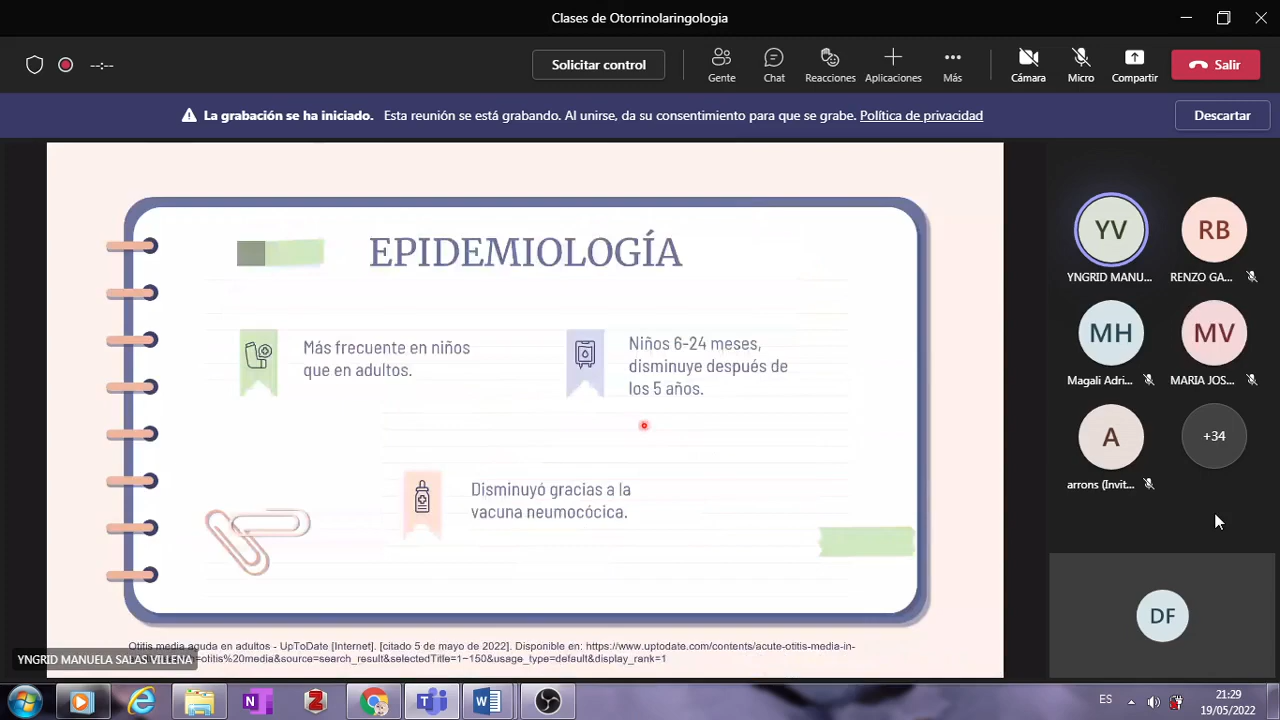 Clases de Otorrinolaringologia
--:--
Solicitar control
Gente
Chat
Reacciones
Aplicaciones
Más
Cámara
Micro
Compartir
Salir
La grabación se ha iniciado. Esta reunión se está grabando. Al unirse, da su consentimiento para que se grabe. Política de privacidad
Descartar
EPIDEMIOLOGÍA
Más frecuente en niños
que en adultos.
Niños 6-24 meses,
disminuye después de
los 5 años.
Disminuyó gracias a la
vacuna neumocócica.
Otitis media aguda en adultos - UpToDate [Internet]. [citado 5 de mayo de 2022]. Disponible en: https://www.uptodate.com/contents/acute-otitis-media-in-
=otitis%20media&source=search_result&selectedTitle=1~150&usage_type=default&display_rank=1
YNGRID MANUELA SALAS VILLENA
YV
YNGRID MANU...
RB
RENZO GA...
MH
Magali Adri...
MV
MARIA JOS...
A
arrons (Invit...
+34
DF
ES
21:29
19/05/2022